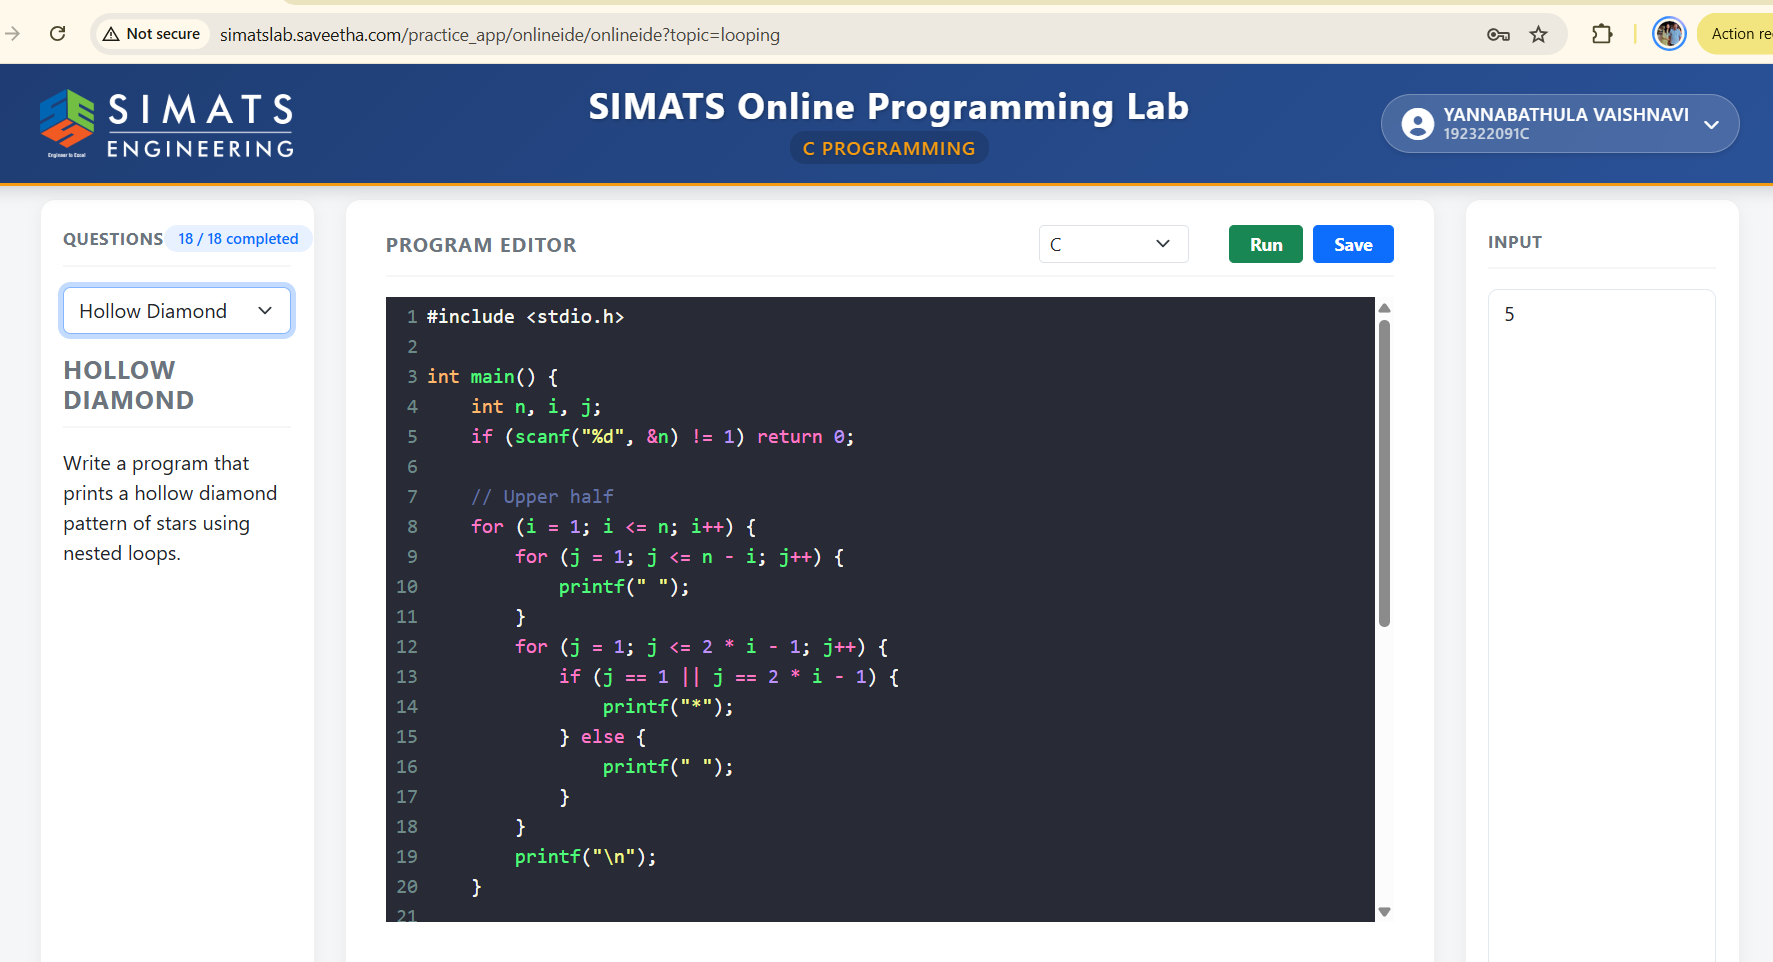 Not secure simatslab.saveetha.com/practice_app/onlineide/onlineide?topic=looping
SIMATS
ENGINEERING
Engineer to Excel
SIMATS Online Programming Lab
C PROGRAMMING
YANNABATHULA VAISHNAVI
192322091C
QUESTIONS 18 / 18 completed
Hollow Diamond
HOLLOW
DIAMOND
Write a program that
prints a hollow diamond
pattern of stars using
nested loops.
PROGRAM EDITOR
C
Run
Save
1 #include <stdio.h>
2
3 int main() {
4     int n, i, j;
5     if (scanf("%d", &n) != 1) return 0;
6
7     // Upper half
8     for (i = 1; i <= n; i++) {
9         for (j = 1; j <= n - i; j++) {
10             printf(" ");
11         }
12         for (j = 1; j <= 2 * i - 1; j++) {
13             if (j == 1 || j == 2 * i - 1) {
14                 printf("*");
15             } else {
16                 printf(" ");
17             }
18         }
19         printf("\n");
20     }
21
INPUT
5